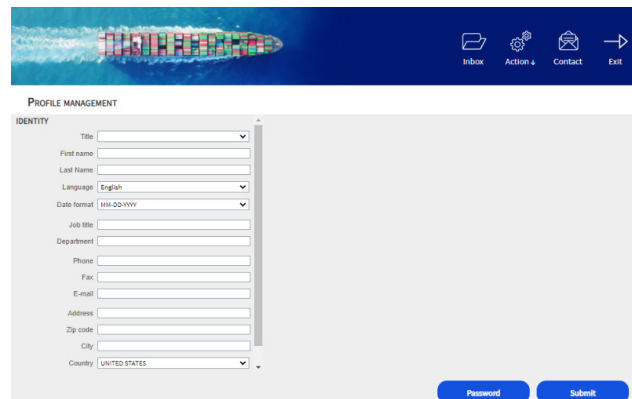 Inbox
Action ↓
Contact
Exit
PROFILE MANAGEMENT
IDENTITY
Title
First name
Last Name
Language English
Date format MM-DD-YYYY
Job title
Department
Phone
Fax
E-mail
Address
Zip code
City
Country UNITED STATES
Password
Submit